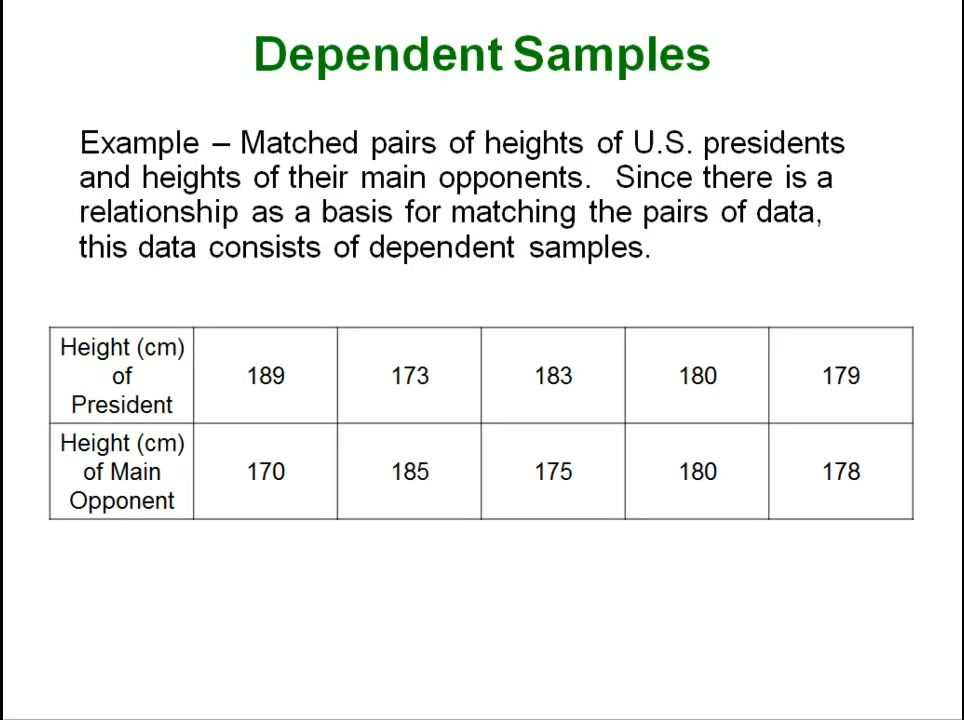 Dependent Samples
Example – Matched pairs of heights of U.S. presidents
and heights of their main opponents. Since there is a
relationship as a basis for matching the pairs of data,
this data consists of dependent samples.
Height (cm)
of
President
189
173
183
180
179
Height (cm)
of Main
Opponent
170
185
175
180
178